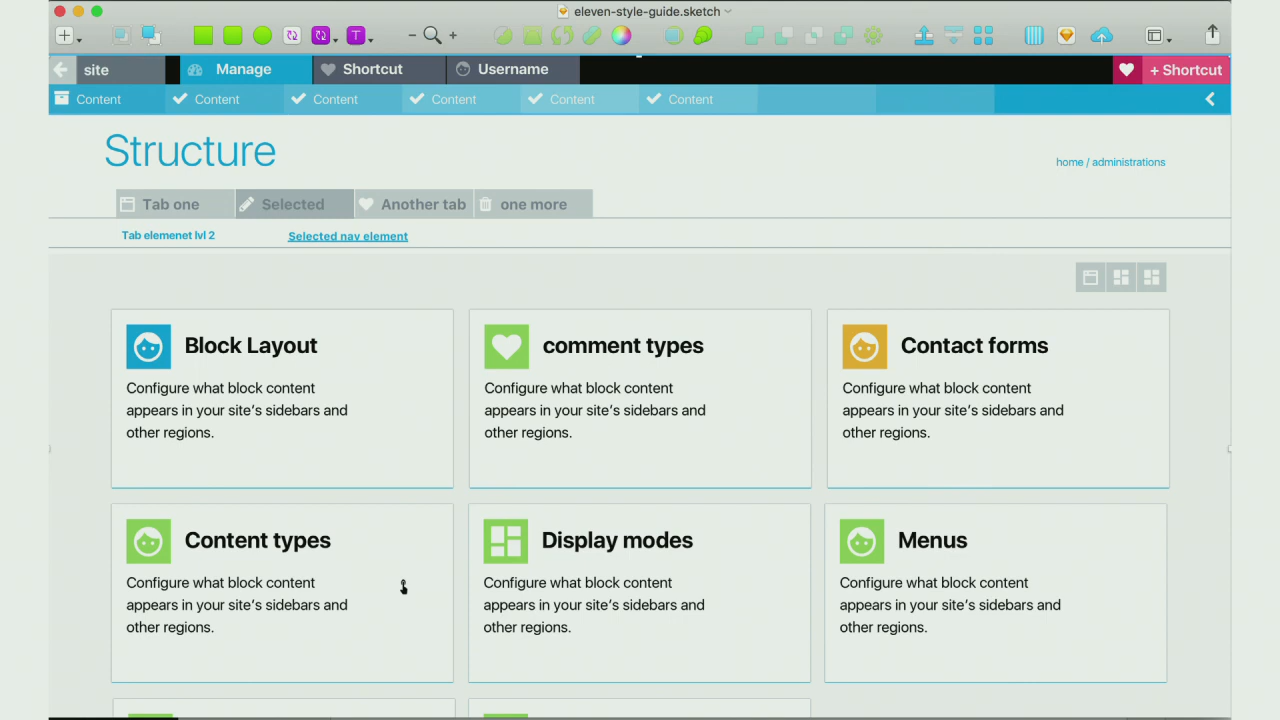 eleven-style-guide.sketch
site
Manage
Shortcut
Username
+ Shortcut
Content
Content
Content
Content
Content
Content
Structure
home / administrations
Tab one
Selected
Another tab
one more
Tab elemenet lvl 2
Selected nav element
Block Layout
Configure what block content
appears in your site's sidebars and
other regions.
comment types
Configure what block content
appears in your site's sidebars and
other regions.
Contact forms
Configure what block content
appears in your site's sidebars and
other regions.
Content types
Configure what block content
appears in your site's sidebars and
other regions.
Display modes
Configure what block content
appears in your site's sidebars and
other regions.
Menus
Configure what block content
appears in your site's sidebars and
other regions.